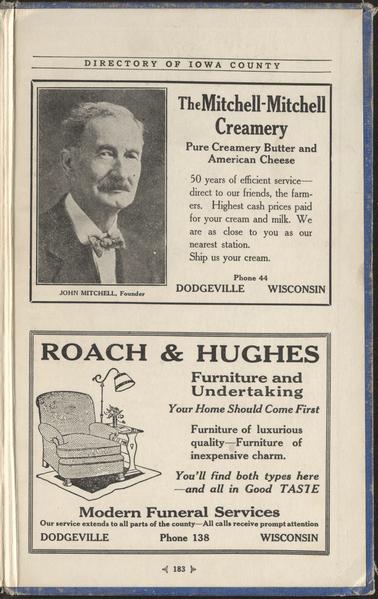 DIRECTORY OF IOWA COUNTY
The Mitchell-Mitchell
Creamery
Pure Creamery Butter and
American Cheese
50 years of efficient service—
direct to our friends, the farm-
ers. Highest cash prices paid
for your cream and milk. We
are as close to you as our
nearest station.
Ship us your cream.
Phone 44
DODGEVILLE WISCONSIN
JOHN MITCHELL, Founder
ROACH & HUGHES
Furniture and
Undertaking
Your Home Should Come First
Furniture of luxurious
quality—Furniture of
inexpensive charm.
You'll find both types here
—and all in Good TASTE
Modern Funeral Services
Our service extends to all parts of the county—All calls receive prompt attention
DODGEVILLE Phone 138 WISCONSIN
183